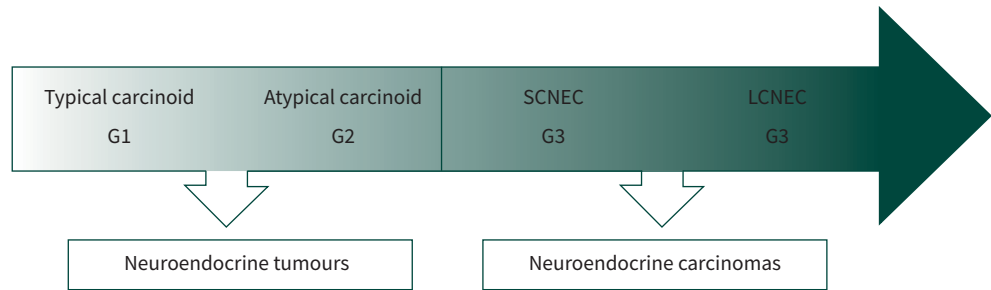 Typical carcinoid
G1
Atypical carcinoid
G2
SCNEC
G3
LCNEC
G3
Neuroendocrine tumours
Neuroendocrine carcinomas